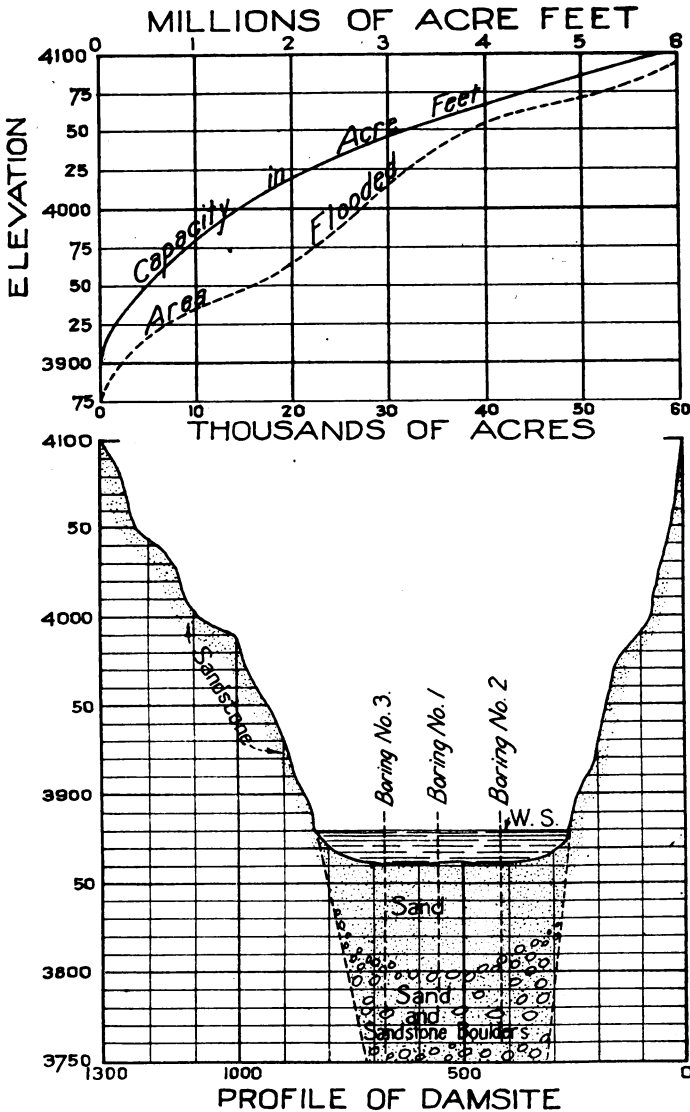 MILLIONS OF ACRE FEET
0 1 2 3 4 5 6
ELEVATION
4100
75
50
25
4000
75
50
25
3900
75
Capacity in Acre Feet
Area Flooded
0 10 20 30 40 50 60
THOUSANDS OF ACRES
4100
50
4000
50
3900
50
3800
3750
Sandstone
Boring No. 3.
Boring No. 1
Boring No. 2
W. S.
Sand
Sand
and
Sandstone Boulders
1300 1000 500 0
PROFILE OF DAMSITE